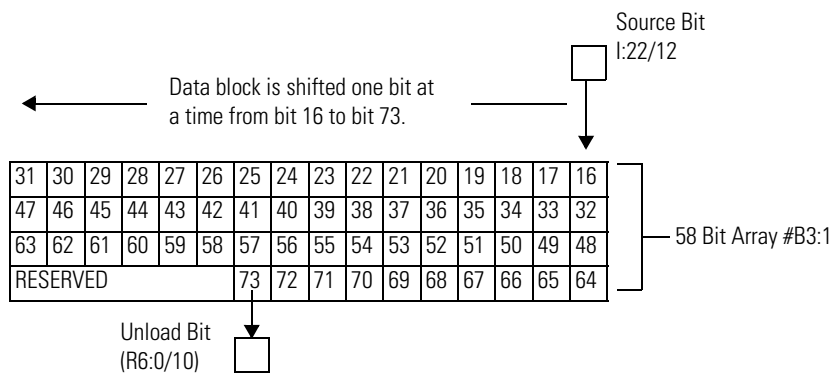 Source Bit
I:22/12
Data block is shifted one bit at
a time from bit 16 to bit 73.
31 30 29 28 27 26 25 24 23 22 21 20 19 18 17 16
47 46 45 44 43 42 41 40 39 38 37 36 35 34 33 32
63 62 61 60 59 58 57 56 55 54 53 52 51 50 49 48
RESERVED 73 72 71 70 69 68 67 66 65 64
58 Bit Array #B3:1
Unload Bit
(R6:0/10)